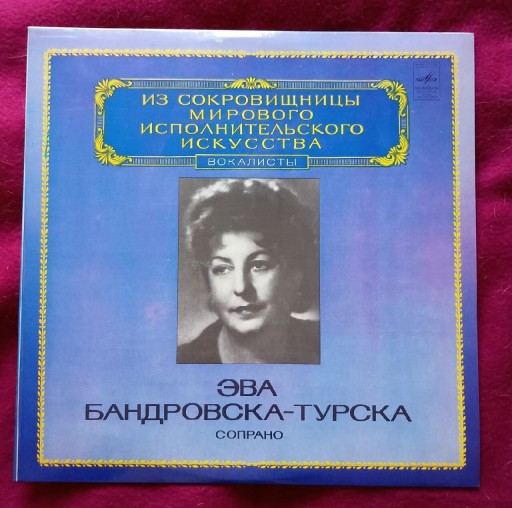 ИЗ СОКРОВИЩНИЦЫ
МИРОВОГО
ИСПОЛНИТЕЛЬСКОГО
ИСКУССТВА
ВОКАЛИСТЫ
ЭВА
БАНДРОВСКА-ТУРСКА
СОПРАНО